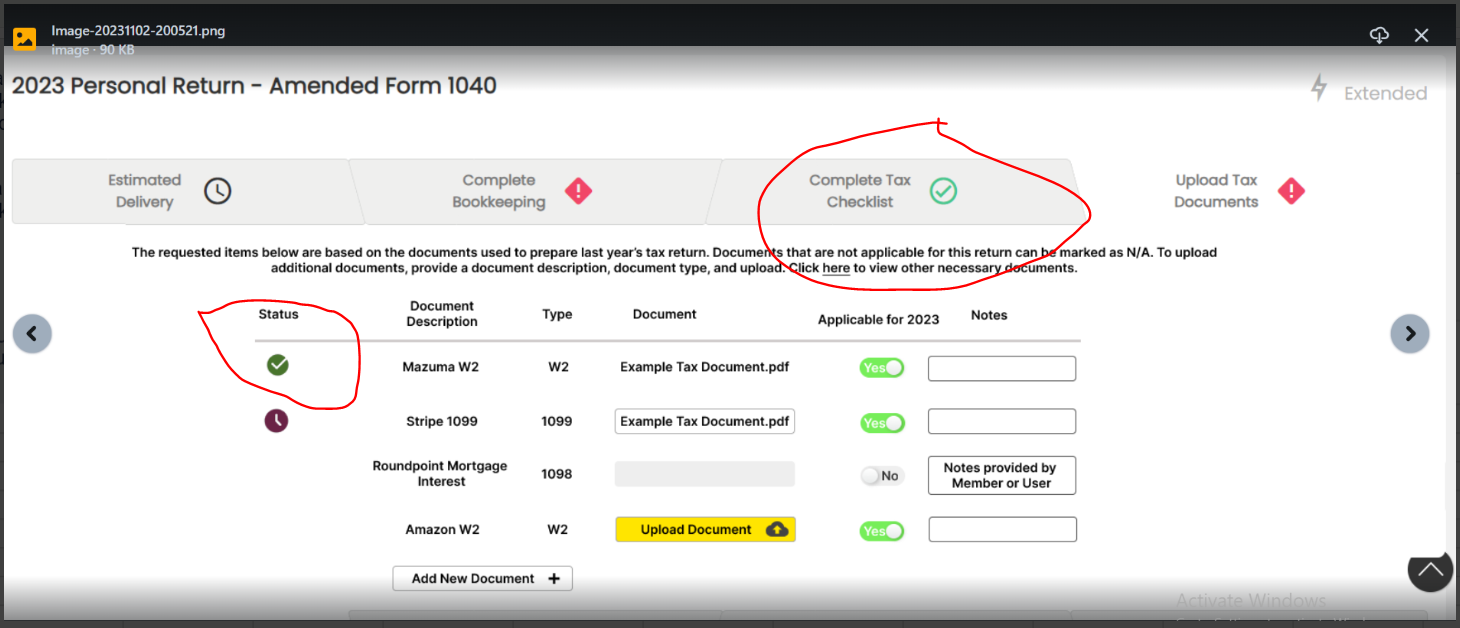 Image-20231102-200521.png
image · 90 KB
2023 Personal Return - Amended Form 1040
Extended
Estimated
Delivery
Complete
Bookkeeping
Complete Tax
Checklist
Upload Tax
Documents
The requested items below are based on the documents used to prepare last year's tax return. Documents that are not applicable for this return can be marked as N/A. To upload
additional documents, provide a document description, document type, and upload. Click here to view other necessary documents.
Status
Document
Description
Type
Document
Applicable for 2023
Notes
Mazuma W2
W2
Example Tax Document.pdf
Yes
Stripe 1099
1099
Example Tax Document.pdf
Yes
Roundpoint Mortgage
Interest
1098
No
Notes provided by
Member or User
Amazon W2
W2
Upload Document
Yes
Add New Document +
Activate Windows